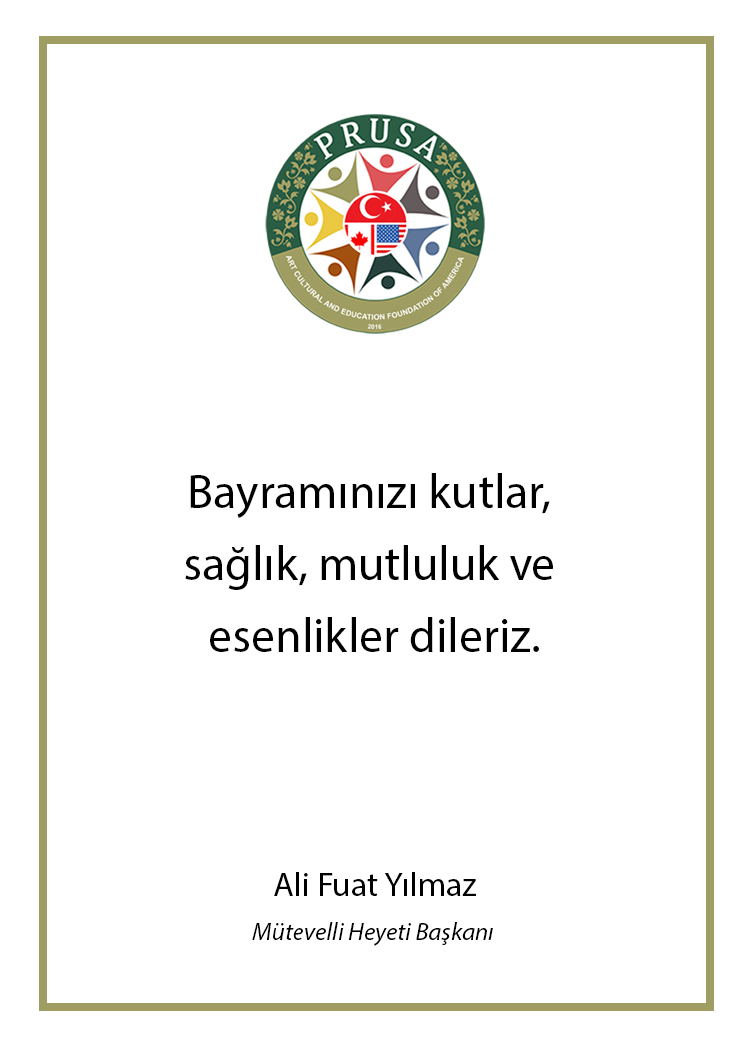 PRUSA
ART CULTURAL AND EDUCATION FOUNDATION OF AMERICA
2016
Bayramınızı kutlar,
sağlık, mutluluk ve
esenlikler dileriz.
Ali Fuat Yılmaz
Mütevelli Heyeti Başkanı